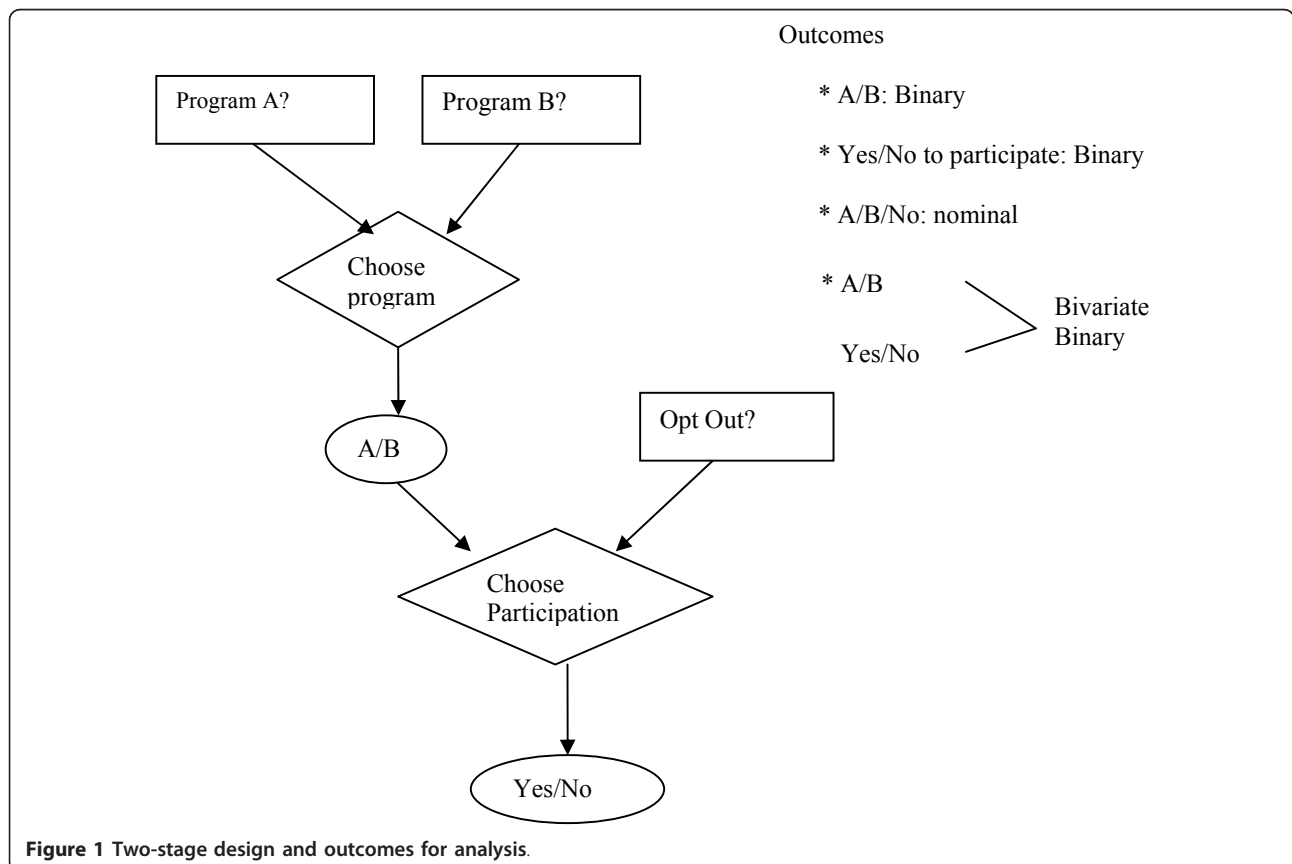 Outcomes
Program A?
Program B?
* A/B: Binary
* Yes/No to participate: Binary
* A/B/No: nominal
Choose
program
* A/B
Yes/No
Bivariate
Binary
A/B
Opt Out?
Choose
Participation
Yes/No
Figure 1 Two-stage design and outcomes for analysis.